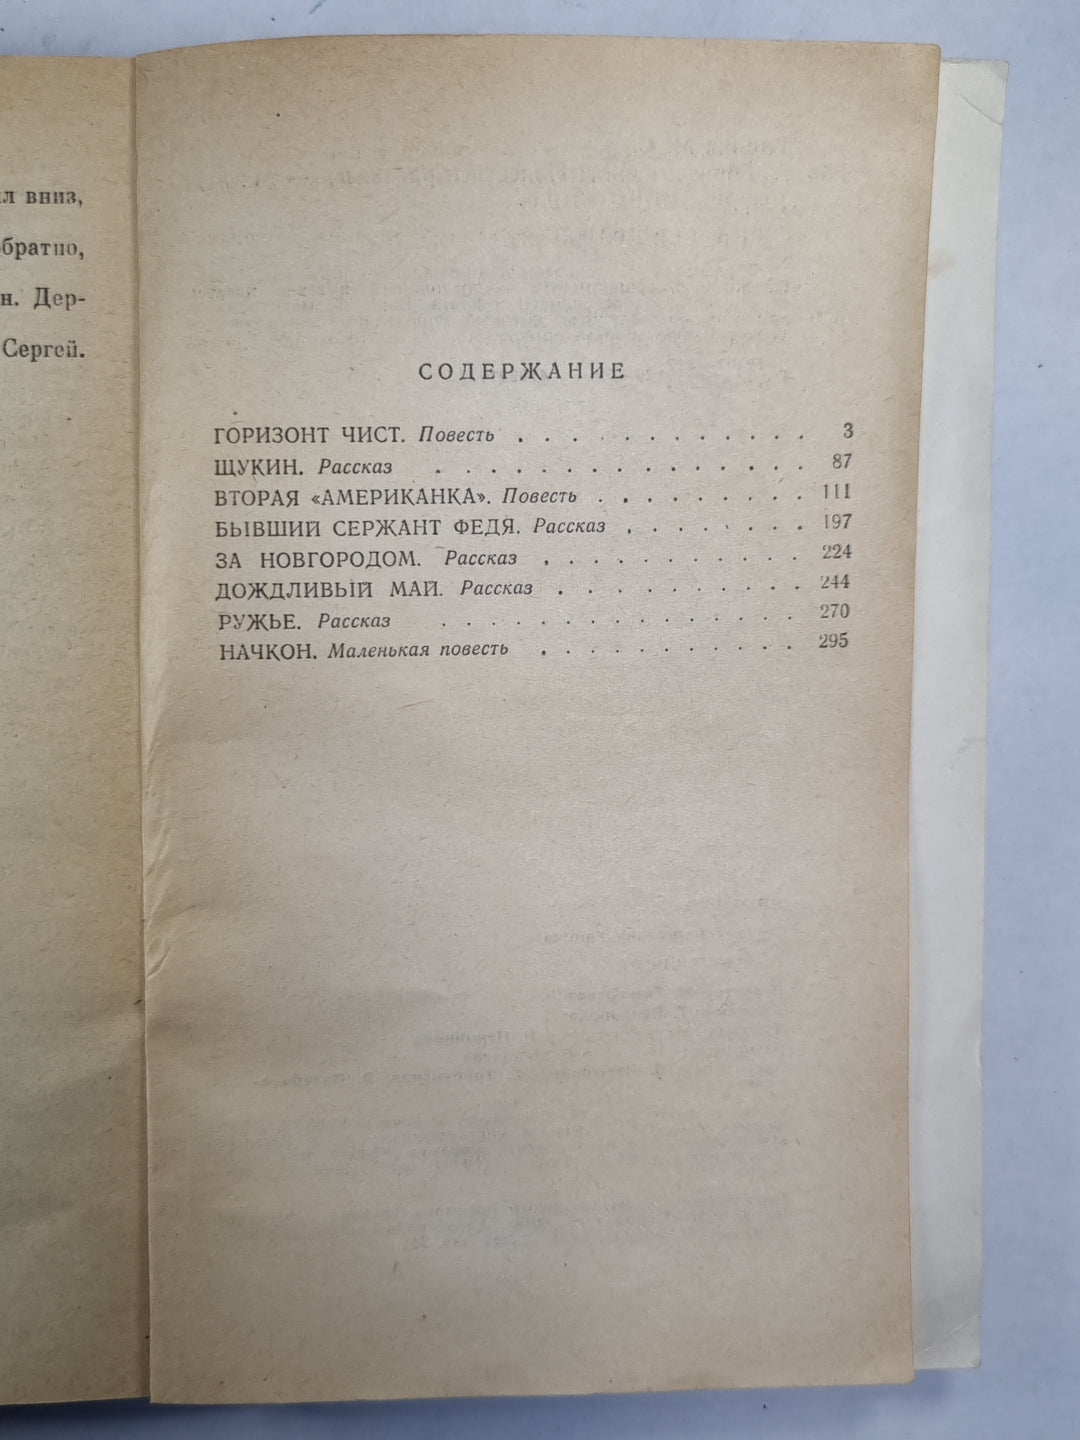 вниз,
Дер-
Сергей.
СОДЕРЖАНИЕ
ГОРИЗОНТ ЧИСТ. Повесть . . . . . . . . . . . . 3
ЩУКИН. Рассказ . . . . . . . . . . . . . . . 87
ВТОРАЯ «АМЕРИКАНКА». Повесть . . . . . . . . . 111
БЫВШИЙ СЕРЖАНТ ФЕДЯ. Рассказ . . . . . . . . 197
ЗА НОВГОРОДОМ. Рассказ . . . . . . . . . . . 224
ДОЖДЛИВЫЙ МАЙ. Рассказ . . . . . . . . . . 244
РУЖЬЕ. Рассказ . . . . . . . . . . . . . . . 270
НАЧКОН. Маленькая повесть . . . . . . . . . . . 295